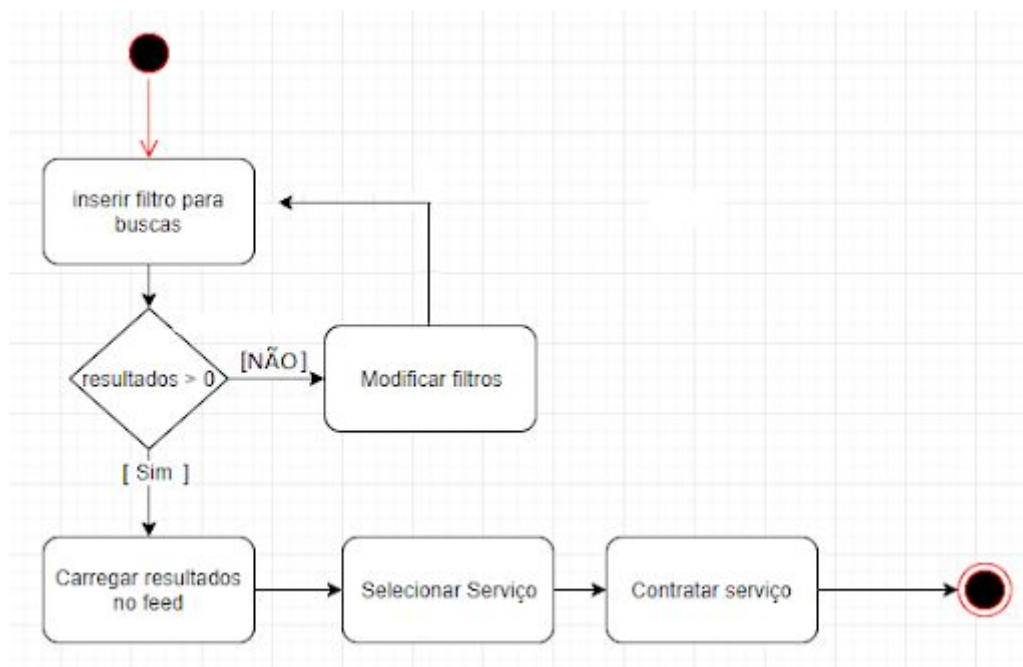 inserir filtro para
buscas
resultados > 0
[NÃO]
Modificar filtros
[ Sim ]
Carregar resultados
no feed
Selecionar Serviço
Contratar serviço